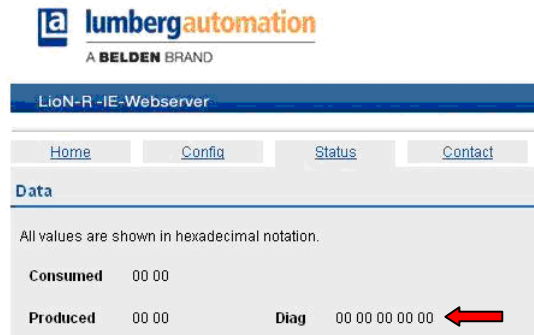 a lumbergautomation
A BELDEN BRAND
LioN-R -IE-Webserver
Home Config Status Contact
Data
All values are shown in hexadecimal notation.
Consumed 00 00
Produced 00 00 Diag 00 00 00 00 00